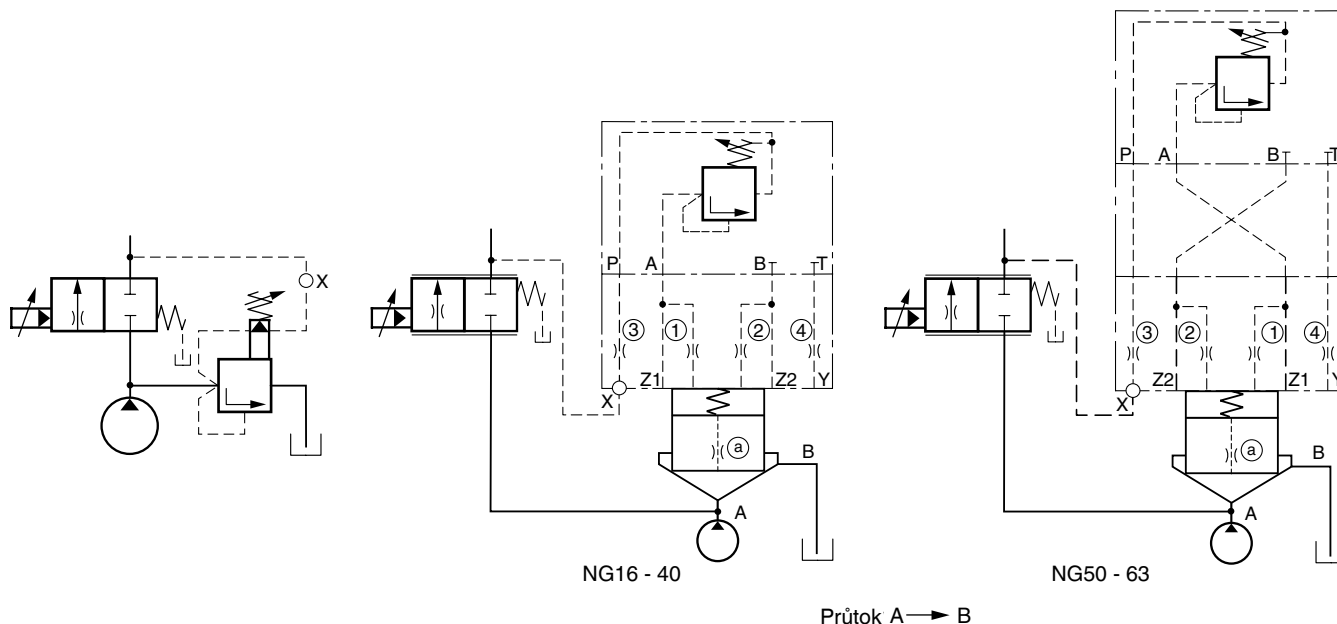 X
P A B T
③ ① ② ④
X Z1 Z2 Y
ⓐ
B
A
NG16 - 40
P A B T
③ ② ① ④
X Z2 Z1 Y
ⓐ
B
A
NG50 - 63
Průtok A B